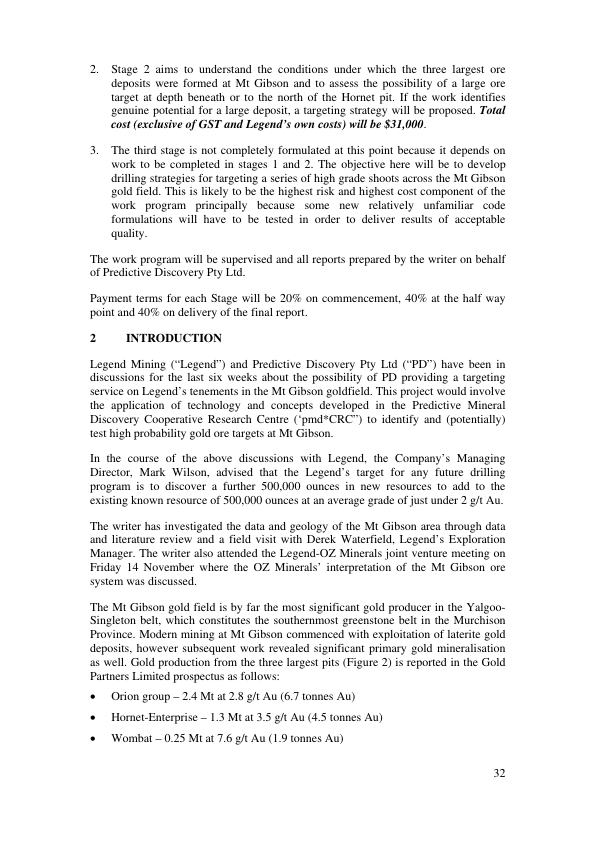 2. Stage 2 aims to understand the conditions under which the three largest ore
deposits were formed at Mt Gibson and to assess the possibility of a large ore
target at depth beneath or to the north of the Hornet pit. If the work identifies
genuine potential for a large deposit, a targeting strategy will be proposed. Total
cost (exclusive of GST and Legend's own costs) will be $31,000.
3. The third stage is not completely formulated at this point because it depends on
work to be completed in stages 1 and 2. The objective here will be to develop
drilling strategies for targeting a series of high grade shoots across the Mt Gibson
gold field. This is likely to be the highest risk and highest cost component of the
work program principally because some new relatively unfamiliar code
formulations will have to be tested in order to deliver results of acceptable
quality.
The work program will be supervised and all reports prepared by the writer on behalf
of Predictive Discovery Pty Ltd.
Payment terms for each Stage will be 20% on commencement, 40% at the half way
point and 40% on delivery of the final report.
2 INTRODUCTION
Legend Mining (“Legend”) and Predictive Discovery Pty Ltd (“PD”) have been in
discussions for the last six weeks about the possibility of PD providing a targeting
service on Legend's tenements in the Mt Gibson goldfield. This project would involve
the application of technology and concepts developed in the Predictive Mineral
Discovery Cooperative Research Centre (‘pmd*CRC”) to identify and (potentially)
test high probability gold ore targets at Mt Gibson.
In the course of the above discussions with Legend, the Company's Managing
Director, Mark Wilson, advised that the Legend's target for any future drilling
program is to discover a further 500,000 ounces in new resources to add to the
existing known resource of 500,000 ounces at an average grade of just under 2 g/t Au.
The writer has investigated the data and geology of the Mt Gibson area through data
and literature review and a field visit with Derek Waterfield, Legend's Exploration
Manager. The writer also attended the Legend-OZ Minerals joint venture meeting on
Friday 14 November where the OZ Minerals' interpretation of the Mt Gibson ore
system was discussed.
The Mt Gibson gold field is by far the most significant gold producer in the Yalgoo-
Singleton belt, which constitutes the southernmost greenstone belt in the Murchison
Province. Modern mining at Mt Gibson commenced with exploitation of laterite gold
deposits, however subsequent work revealed significant primary gold mineralisation
as well. Gold production from the three largest pits (Figure 2) is reported in the Gold
Partners Limited prospectus as follows:
• Orion group – 2.4 Mt at 2.8 g/t Au (6.7 tonnes Au)
• Hornet-Enterprise – 1.3 Mt at 3.5 g/t Au (4.5 tonnes Au)
• Wombat – 0.25 Mt at 7.6 g/t Au (1.9 tonnes Au)
32